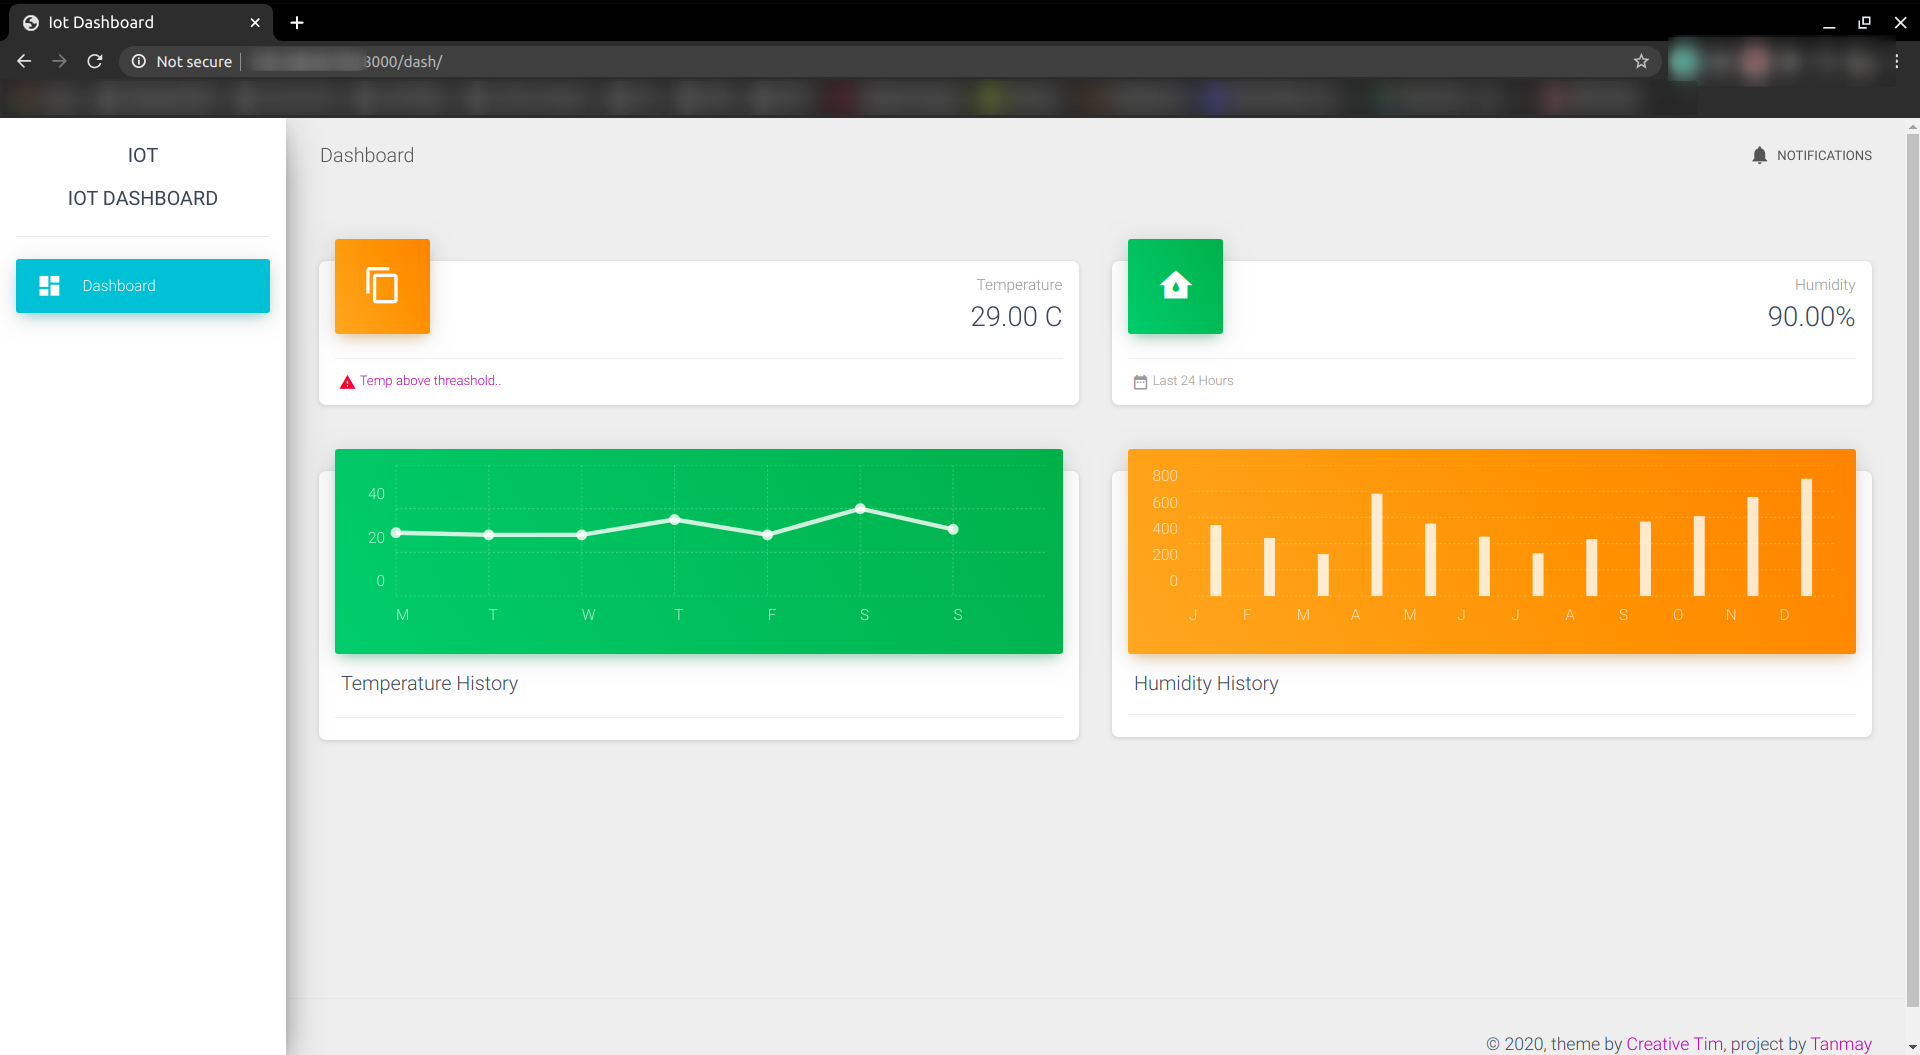 Iot Dashboard
Not secure
3000/dash/
IOT
IOT DASHBOARD
Dashboard
Dashboard
NOTIFICATIONS
Temperature
29.00 C
Temp above threashold..
Humidity
90.00%
Last 24 Hours
40
20
0
M T W T F S S
Temperature History
800
600
400
200
0
J F M A M J J A S O N D
Humidity History
© 2020, theme by Creative Tim, project by Tanmay